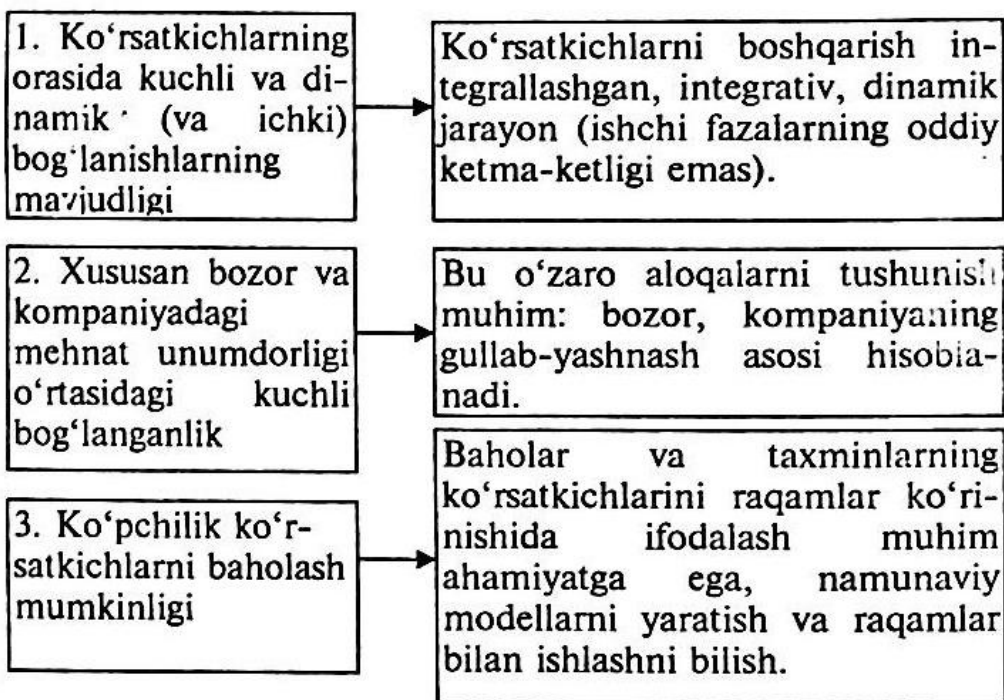 1. Ko‘rsatkichlarning
orasida kuchli va di-
namik (va ichki)
bog‘lanishlarning
mavjudligi
Ko‘rsatkichlarni boshqarish in-
tegrallashgan, integrativ, dinamik
jarayon (ishchi fazalarning oddiy
ketma-ketligi emas).
2. Xususan bozor va
kompaniyadagi
mehnat unumdorligi
o‘rtasidagi kuchli
bog‘langanlik
Bu o‘zaro aloqalarni tushunish
muhim: bozor, kompaniyaning
gullab-yashnash asosi hisobla-
nadi.
3. Ko‘pchilik ko‘r-
satkichlarni baholash
mumkinligi
Baholar va taxminlarning
ko‘rsatkichlarini raqamlar ko‘ri-
nishida ifodalash muhim
ahamiyatga ega, namunaviy
modellarni yaratish va raqamlar
bilan ishlashni bilish.